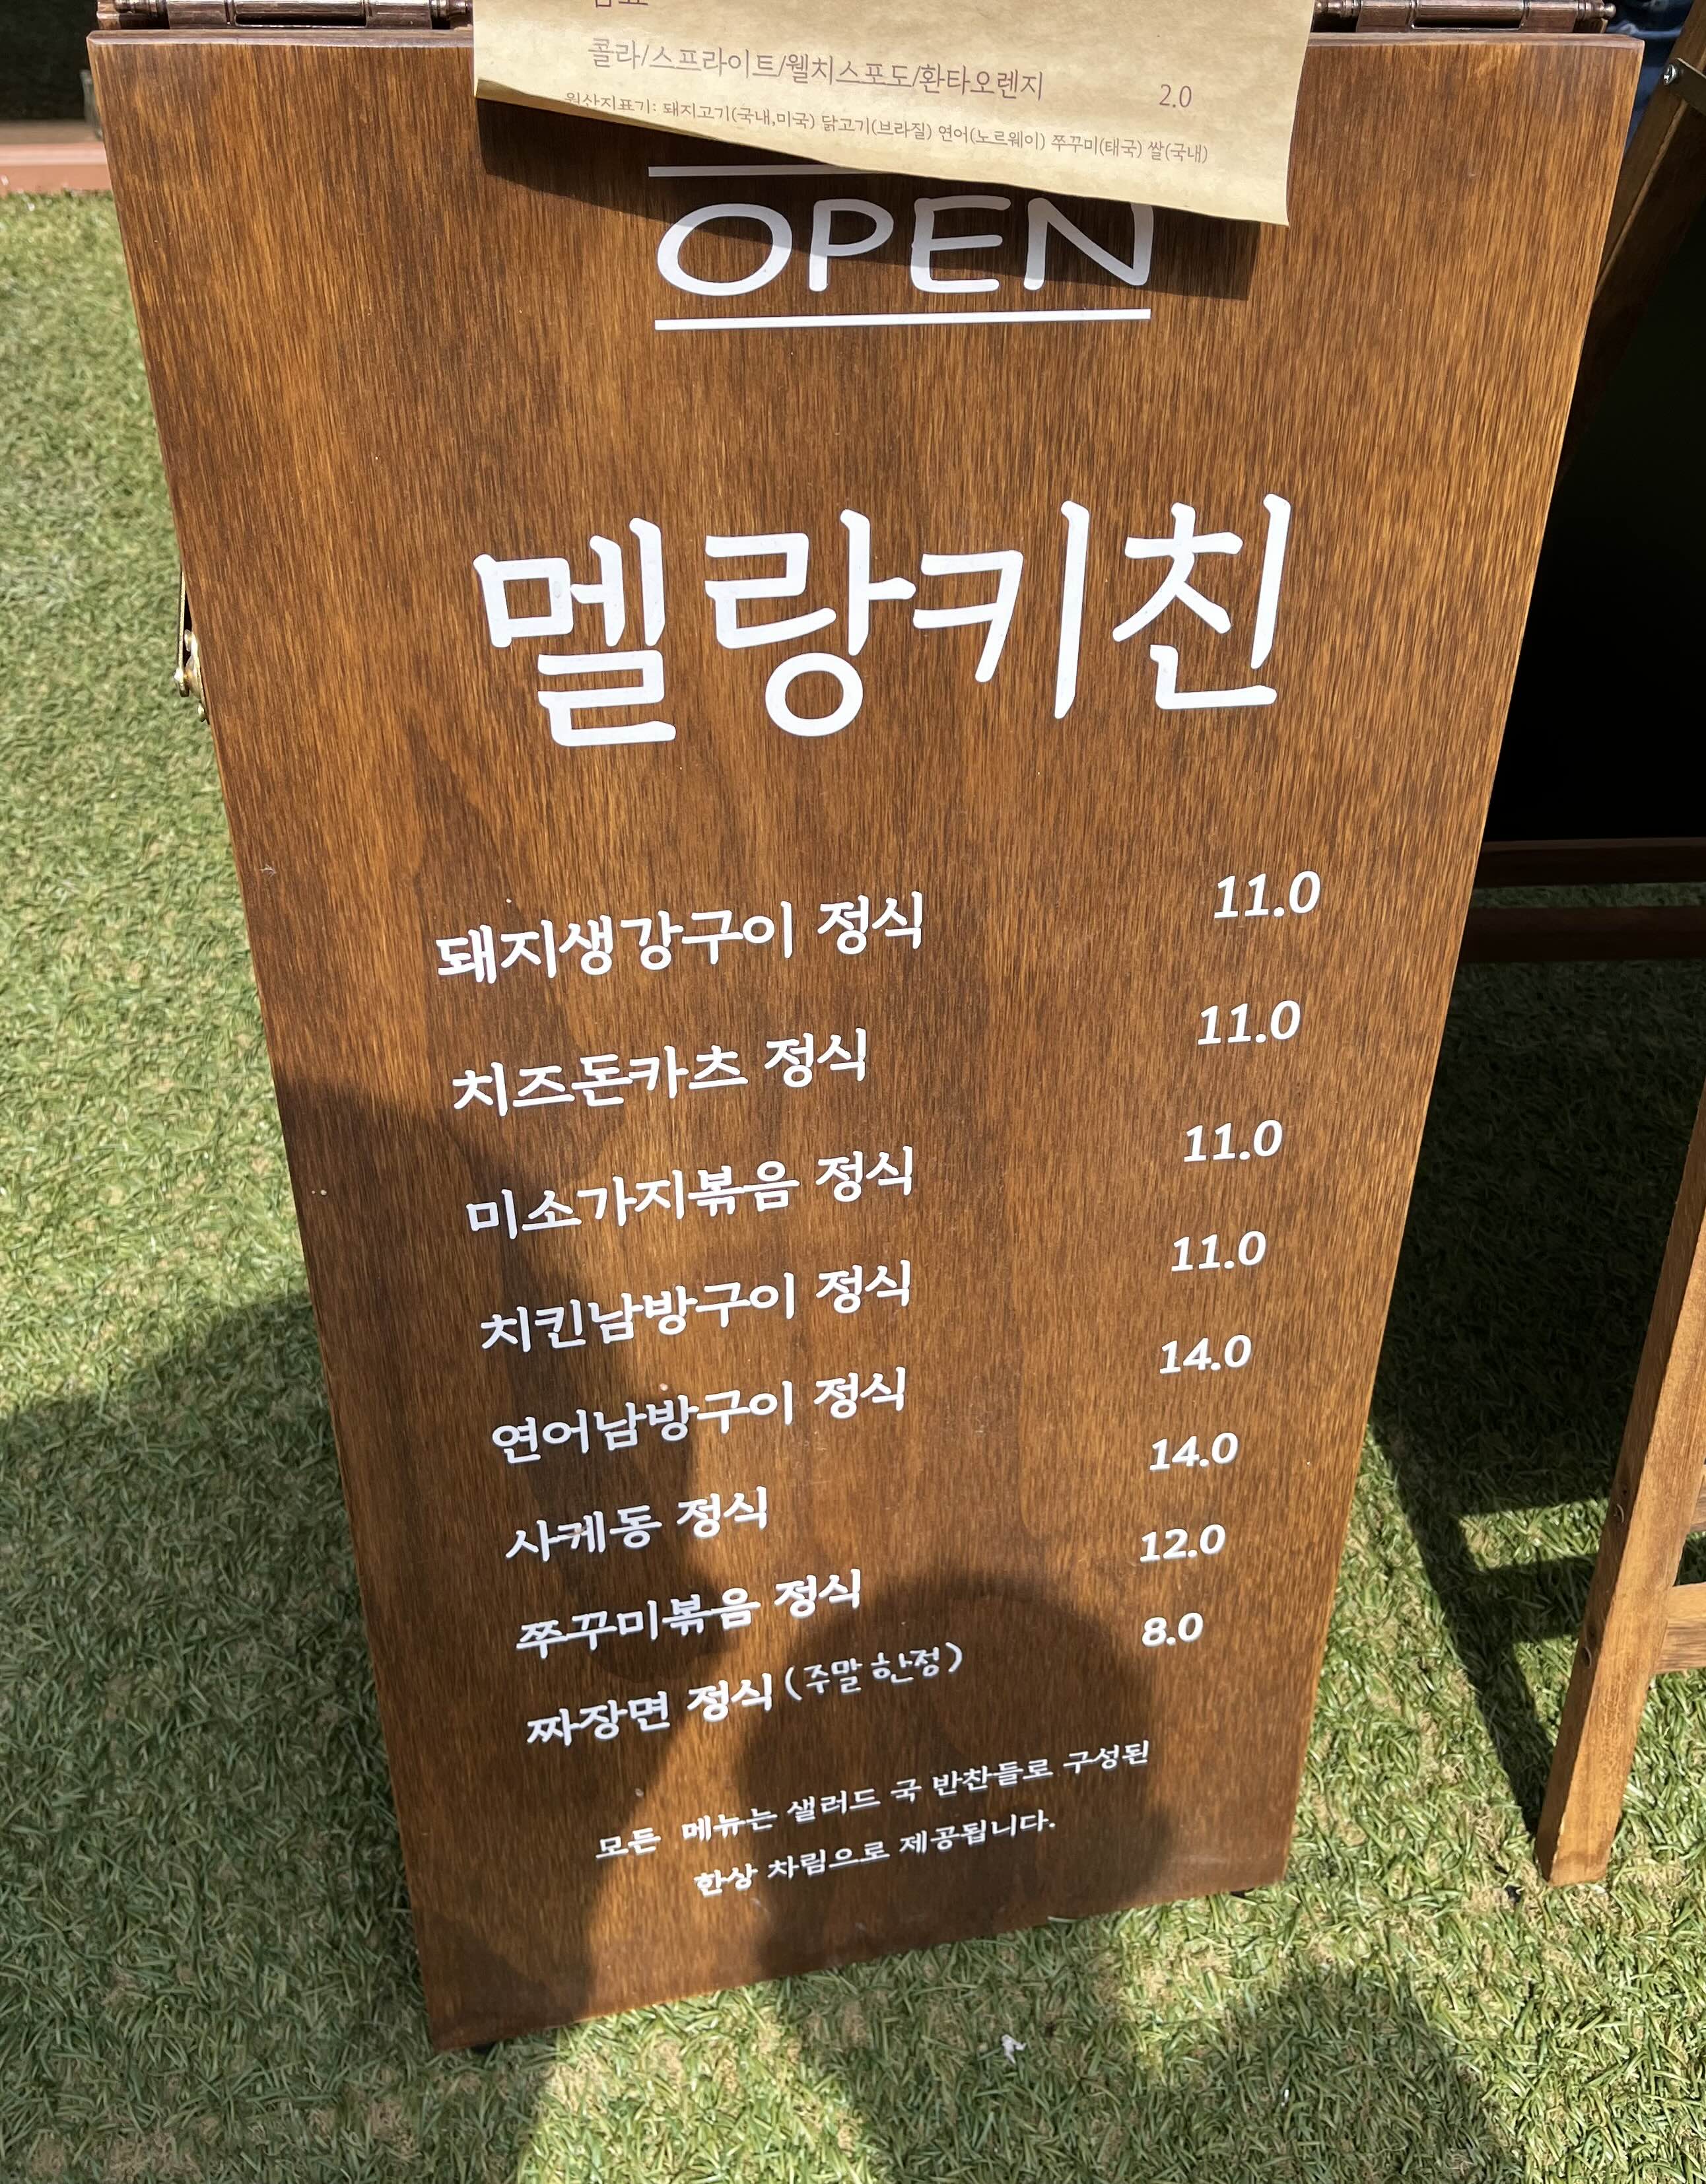 콜라/스프라이트/웰치스포도/환타오렌지 2.0
원산지표기: 돼지고기(국내,미국) 닭고기(브라질) 연어(노르웨이) 쭈꾸미(태국) 쌀(국내)
OPEN
멜랑키친
돼지생강구이 정식 11.0
치즈돈카츠 정식 11.0
미소가지볶음 정식 11.0
치킨남방구이 정식 11.0
연어남방구이 정식 14.0
사케동 정식 14.0
쭈꾸미볶음 정식 12.0
짜장면 정식(주말 한정) 8.0
모든 메뉴는 샐러드 국 반찬들로 구성된
한상 차림으로 제공됩니다.